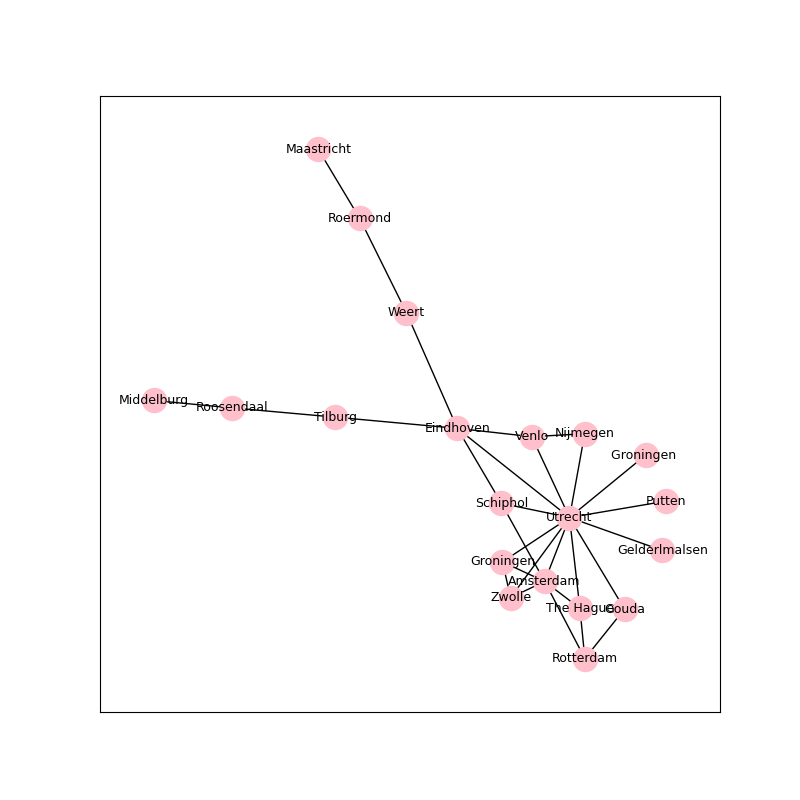 Maastricht
Roermond
Weert
Middelburg
Roosendaal
Tilburg
Eindhoven
Venlo
Nijmegen
Groningen
Putten
Schiphol
Utrecht
Gelderlmalsen
Groningen
Amsterdam
Zwolle
The Hague
Gouda
Rotterdam